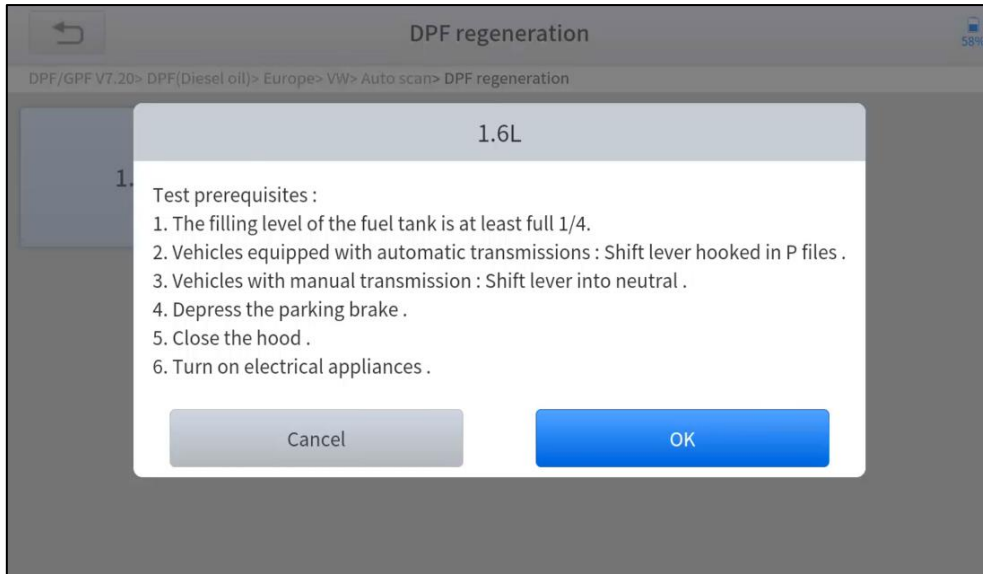 DPF regeneration
58%
DPF/GPF V7.20> DPF(Diesel oil)> Europe> VW> Auto scan> DPF regeneration
1.6L
1.
Test prerequisites :
1. The filling level of the fuel tank is at least full 1/4.
2. Vehicles equipped with automatic transmissions : Shift lever hooked in P files .
3. Vehicles with manual transmission : Shift lever into neutral .
4. Depress the parking brake .
5. Close the hood .
6. Turn on electrical appliances .
Cancel
OK